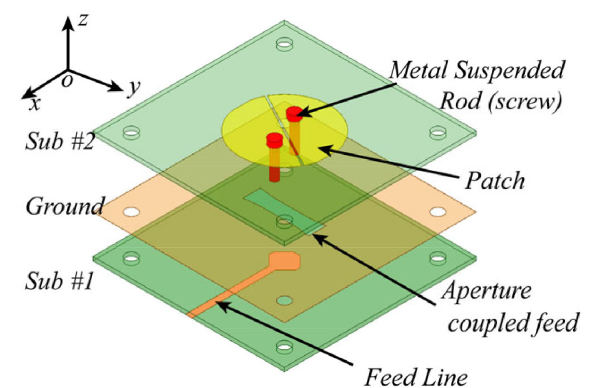 z
o
y
x
Metal Suspended
Rod (screw)
Sub #2
Patch
Ground
Sub #1
Aperture
coupled feed
Feed Line